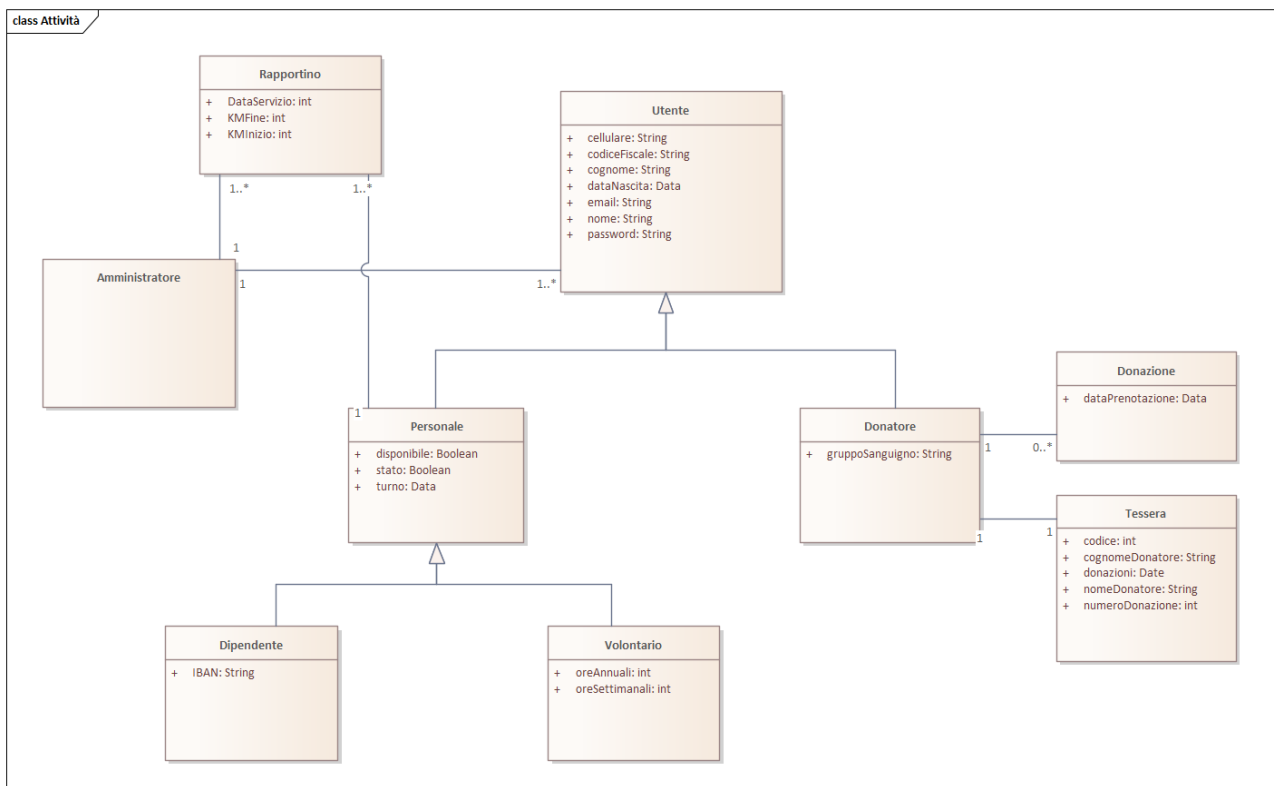 class Attività
Rapportino
+ DataServizio: int
+ KMFine: int
+ KMInizio: int
1..*
1..*
Utente
+ cellulare: String
+ codiceFiscale: String
+ cognome: String
+ dataNascita: Data
+ email: String
+ nome: String
+ password: String
1
Amministratore
1
1..*
1
Personale
+ disponibile: Boolean
+ stato: Boolean
+ turno: Data
Donatore
+ gruppoSanguigno: String
Donazione
+ dataPrenotazione: Data
1
0..*
1
1
Tessera
+ codice: int
+ cognomeDonatore: String
+ donazioni: Date
+ nomeDonatore: String
+ numeroDonazione: int
Dipendente
+ IBAN: String
Volontario
+ oreAnnuali: int
+ oreSettimanali: int